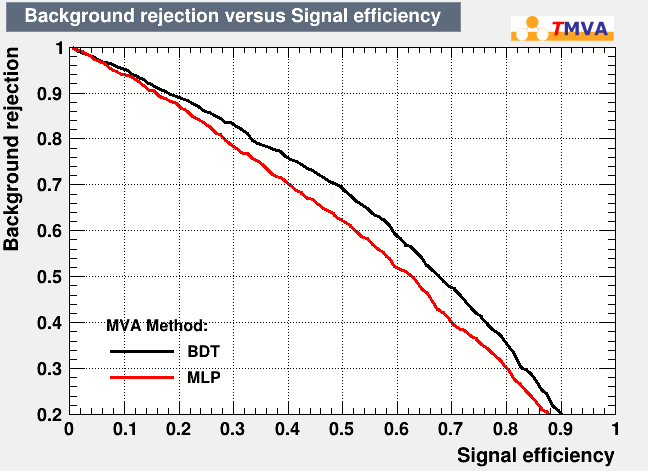 Background rejection versus Signal efficiency
TMVA
Background rejection
1
0.9
0.8
0.7
0.6
0.5
0.4
0.3
0.2
MVA Method:
BDT
MLP
0 0.1 0.2 0.3 0.4 0.5 0.6 0.7 0.8 0.9 1
Signal efficiency